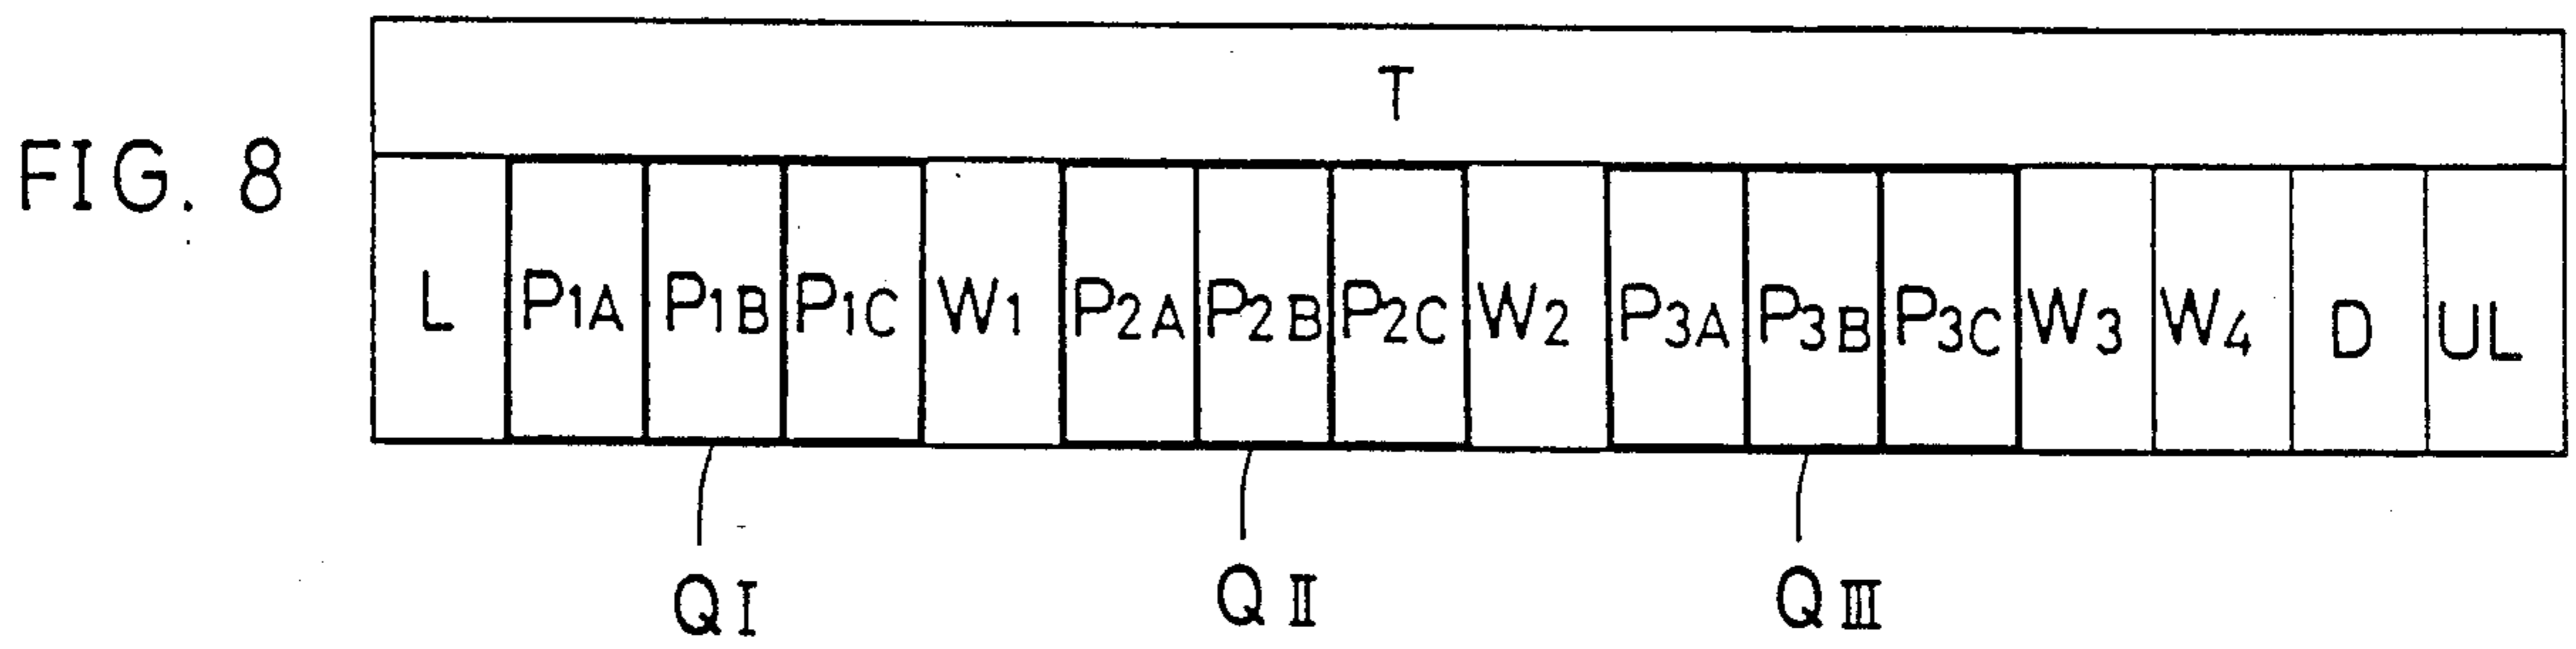 T
FIG. 8
L P1A P1B P1C W1 P2A P2B P2C W2 P3A P3B P3C W3 W4 D UL
QI QII QIII